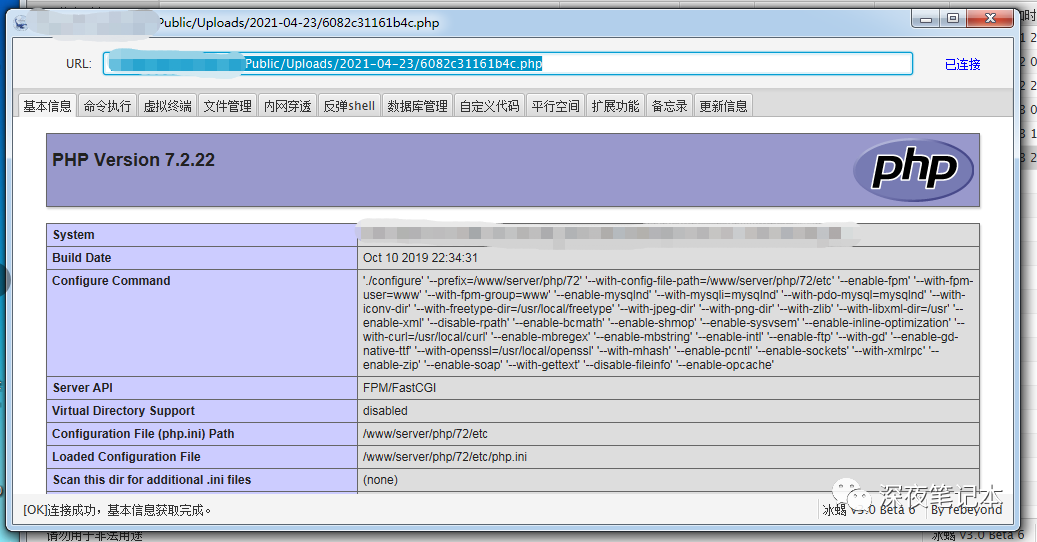 Public/Uploads/2021-04-23/6082c31161b4c.php
URL: Public/Uploads/2021-04-23/6082c31161b4c.php 已连接
基本信息 命令执行 虚拟终端 文件管理 内网穿透 反弹shell 数据库管理 自定义代码 平行空间 扩展功能 备忘录 更新信息
PHP Version 7.2.22
php
System
Build Date Oct 10 2019 22:34:31
Configure Command './configure' '--prefix=/www/server/php/72' '--with-config-file-path=/www/server/php/72/etc' '--enable-fpm' '--with-fpm-
user=www' '--with-fpm-group=www' '--enable-mysqlnd' '--with-mysqli=mysqlnd' '--with-pdo-mysql=mysqlnd' '--with-
iconv-dir' '--with-freetype-dir=/usr/local/freetype' '--with-jpeg-dir' '--with-png-dir' '--with-zlib' '--with-libxml-dir=/usr' '--
enable-xml' '--disable-rpath' '--enable-bcmath' '--enable-shmop' '--enable-sysvsem' '--enable-inline-optimization' '--
with-curl=/usr/local/curl' '--enable-mbregex' '--enable-mbstring' '--enable-intl' '--enable-ftp' '--with-gd' '--enable-gd-
native-ttf' '--with-openssl=/usr/local/openssl' '--with-mhash' '--enable-pcntl' '--enable-sockets' '--with-xmlrpc' '--
enable-zip' '--enable-soap' '--with-gettext' '--disable-fileinfo' '--enable-opcache'
Server API FPM/FastCGI
Virtual Directory Support disabled
Configuration File (php.ini) Path /www/server/php/72/etc
Loaded Configuration File /www/server/php/72/etc/php.ini
Scan this dir for additional .ini files (none)
深夜笔记本
[OK]连接成功，基本信息获取完成。 冰蝎 v3.0 Beta 6 By rebeyond
请勿用于非法用途 冰蝎 v3.0 Beta 6